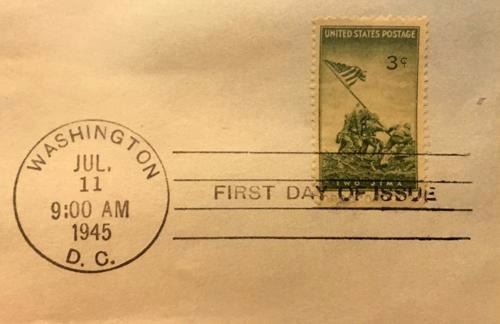 UNITED STATES POSTAGE
3¢
IWO JIMA
WASHINGTON
JUL.
11
9:00 AM
1945
D. C.
FIRST DAY OF ISSUE